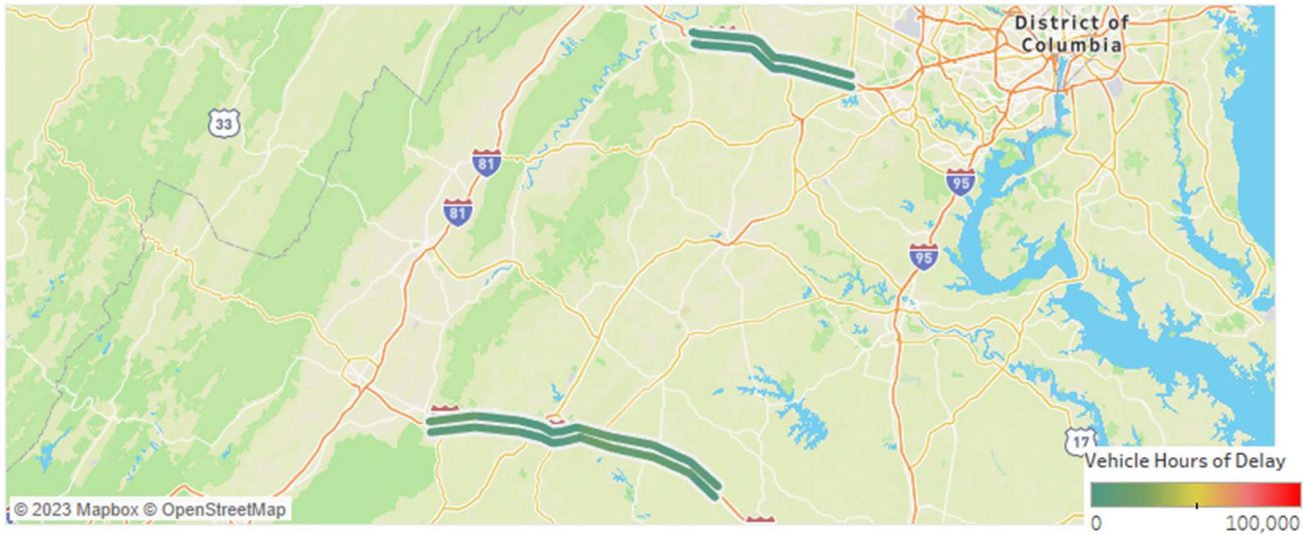 District of
Columbia
33
81
81
95
95
17
Vehicle Hours of Delay
0
100,000
© 2023 Mapbox © OpenStreetMap